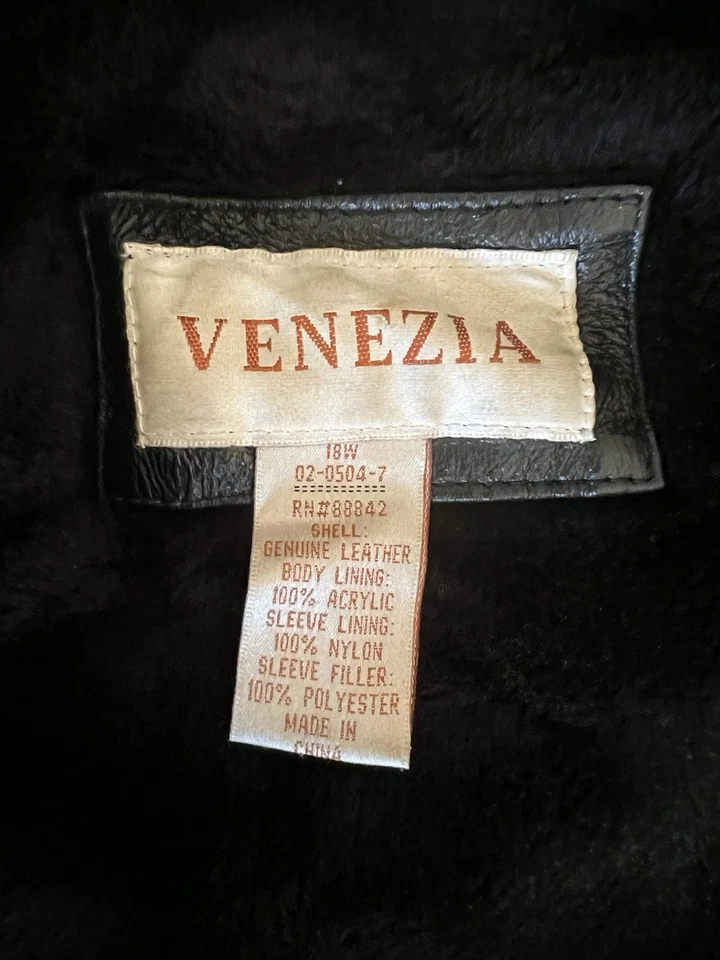 VENEZIA
18W
02-0504-7
RN#88842
SHELL:
GENUINE LEATHER
BODY LINING:
100% ACRYLIC
SLEEVE LINING:
100% NYLON
SLEEVE FILLER:
100% POLYESTER
MADE IN
CHINA